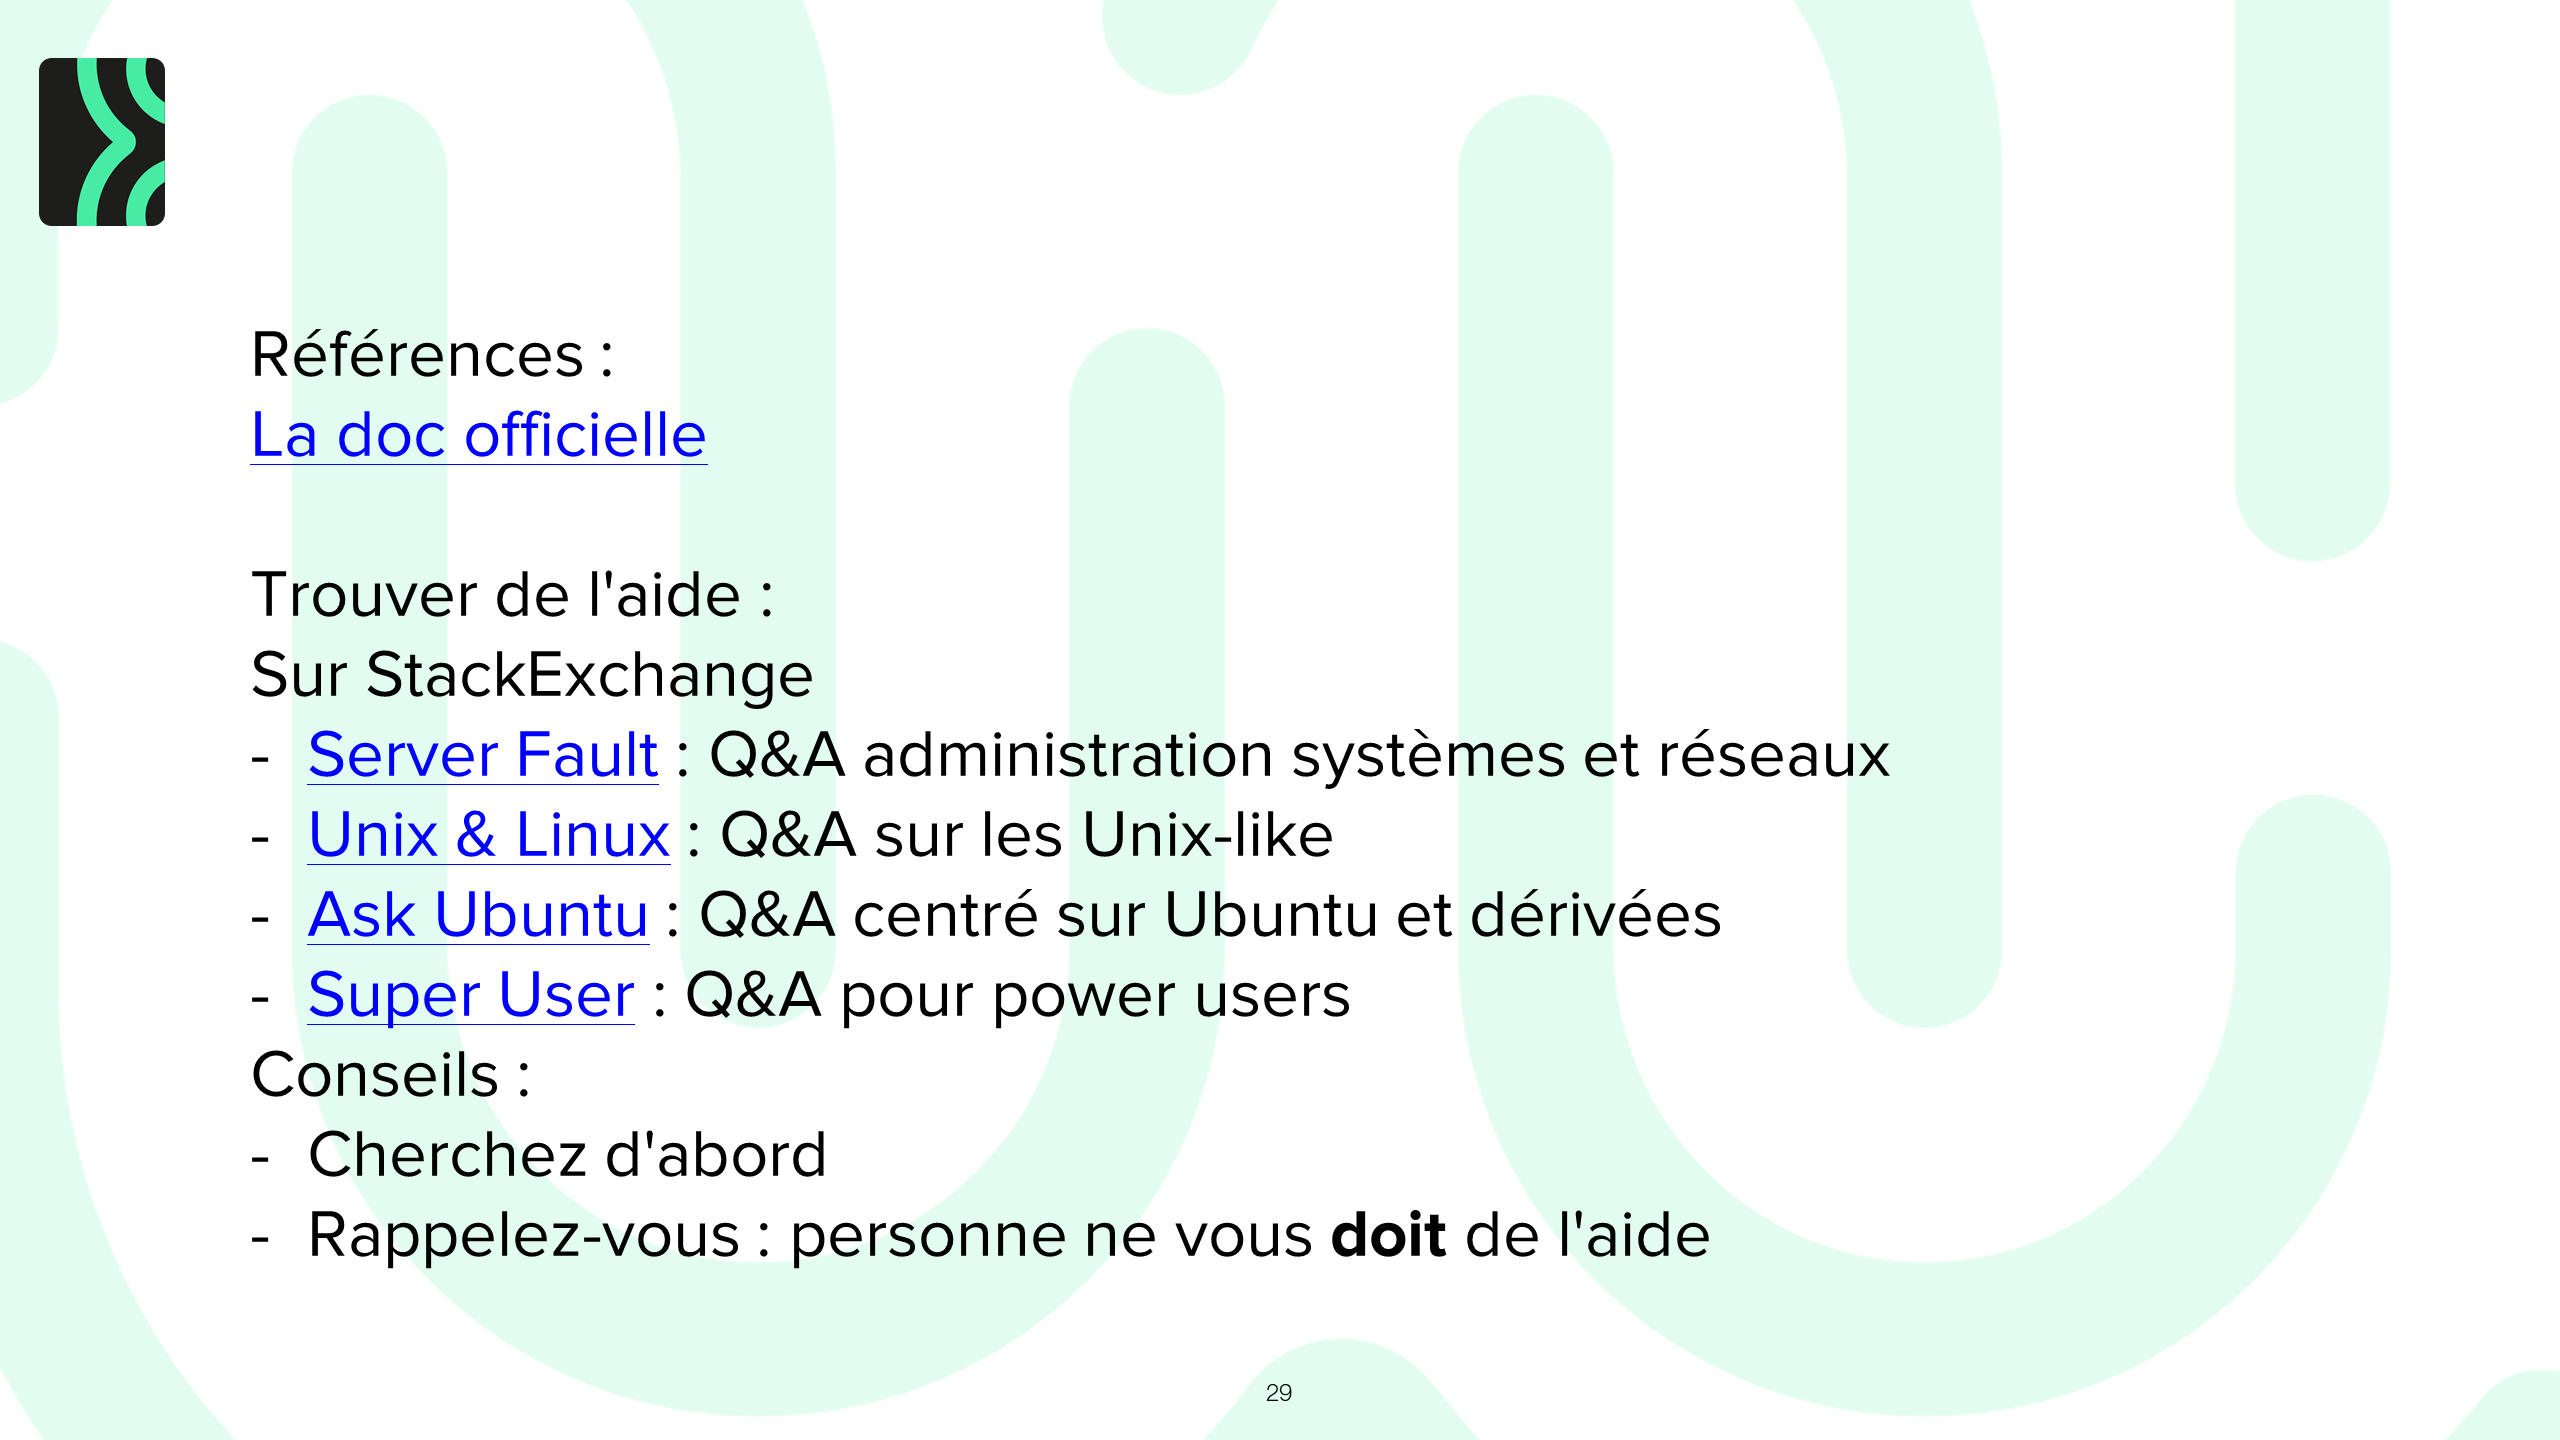 Références :
La doc officielle
Trouver de l'aide :
Sur StackExchange
- Server Fault : Q&A administration systèmes et réseaux
- Unix & Linux : Q&A sur les Unix-like
- Ask Ubuntu : Q&A centré sur Ubuntu et dérivées
- Super User : Q&A pour power users
Conseils :
- Cherchez d'abord
- Rappelez-vous : personne ne vous doit de l'aide
29